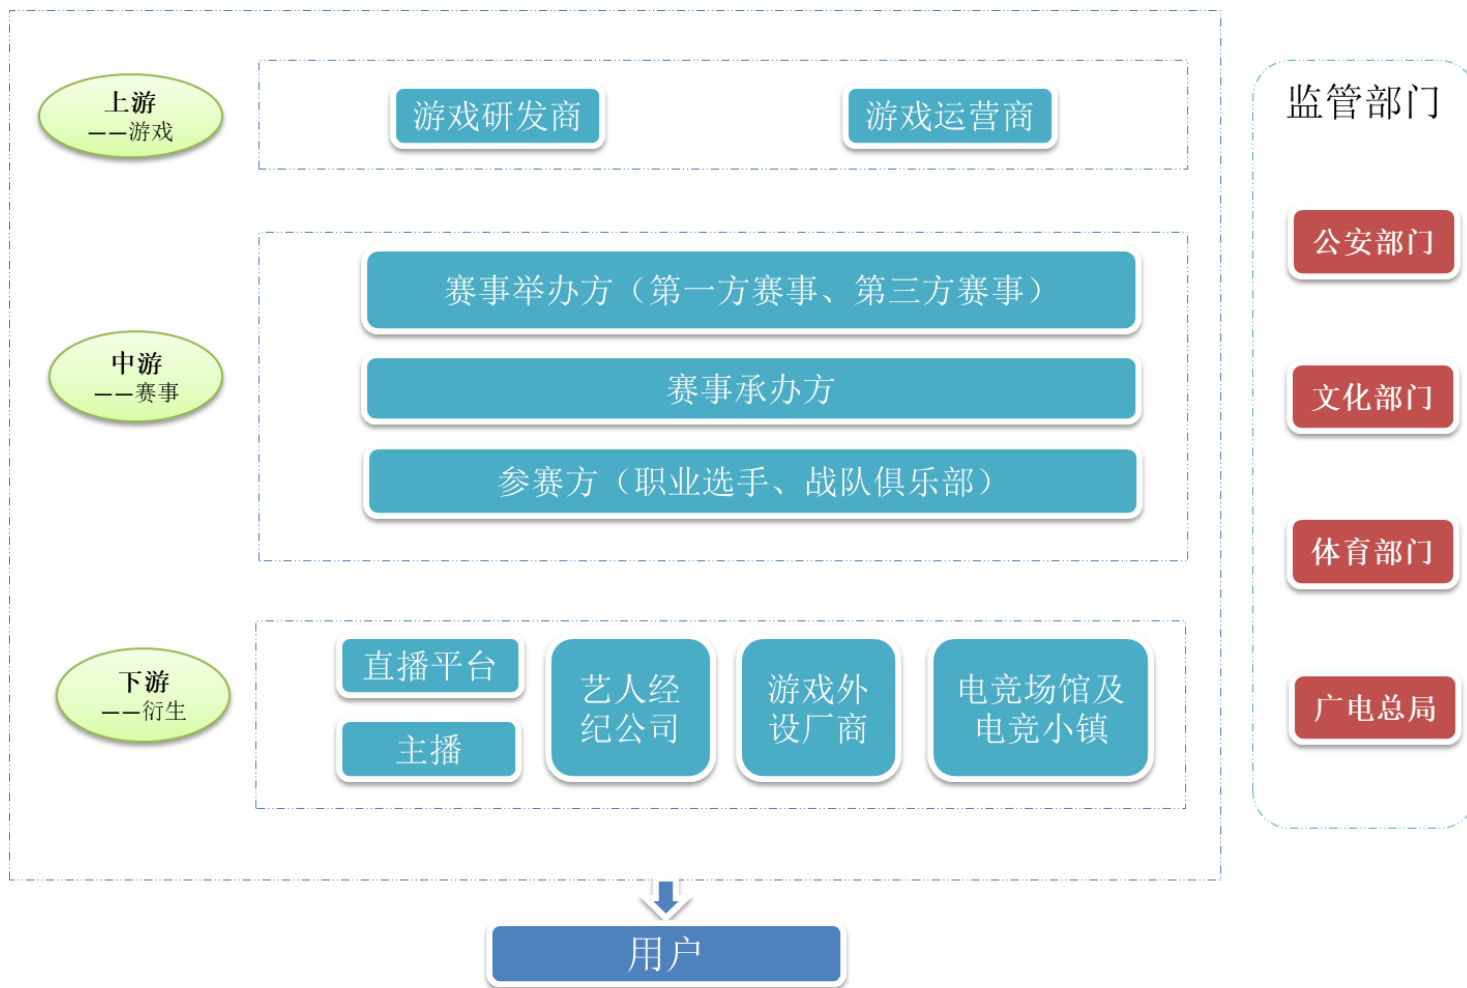 上游
——游戏
游戏研发商
游戏运营商
中游
——赛事
赛事举办方（第一方赛事、第三方赛事）
赛事承办方
参赛方（职业选手、战队俱乐部）
下游
——衍生
直播平台
主播
艺人经
纪公司
游戏外
设厂商
电竞场馆及
电竞小镇
用户
监管部门
公安部门
文化部门
体育部门
广电总局